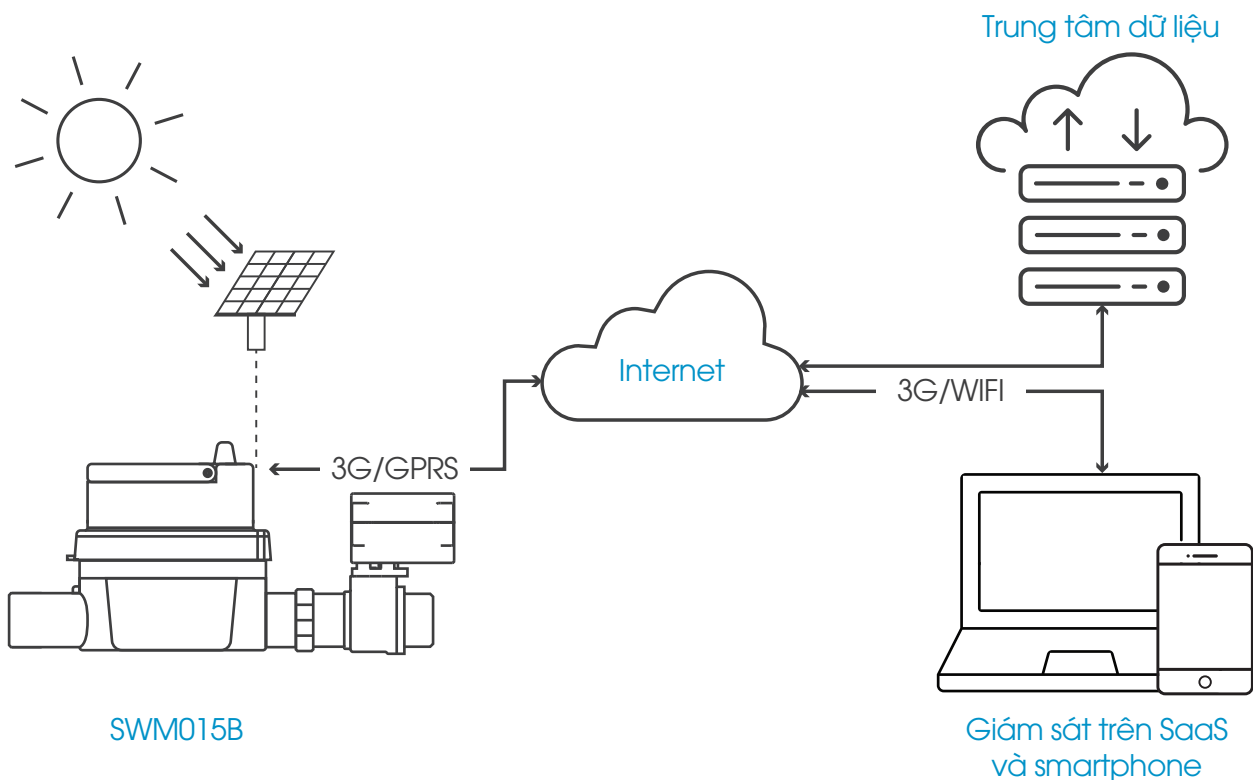 Trung tâm dữ liệu
Internet
3G/WIFI
3G/GPRS
SWM015B
Giám sát trên SaaS
và smartphone